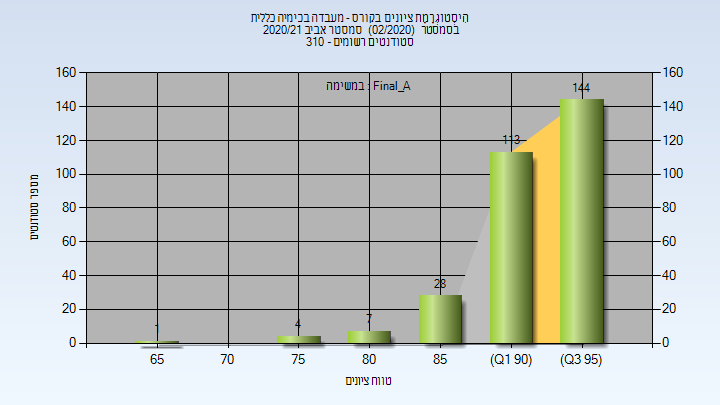 הִיסְטוֹגְרָמַת ציונים בקורס - מעבדה בכימיה כללית
בסמסטר (02/2020) סמסטר אביב 2020/21
סטודנטים רשומים - 310
במשימה : Final_A
160 160
140 140
120 120
100 100
80 80
60 60
40 40
20 20
0 0
מספר סטודנטים
1 4 7 28 113 144
65 70 75 80 85 (Q1 90) (Q3 95)
טווח ציונים